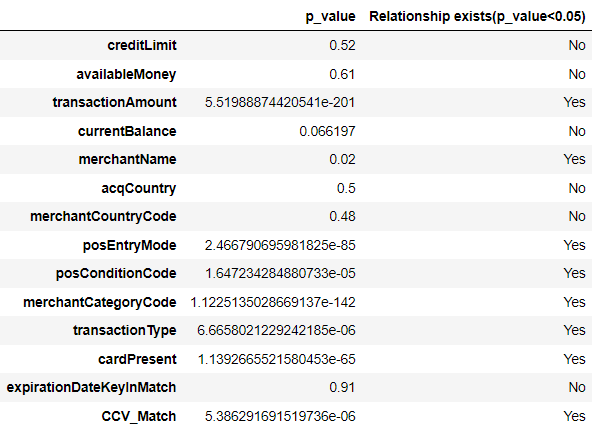 p_value Relationship exists(p_value<0.05)
creditLimit 0.52 No
availableMoney 0.61 No
transactionAmount 5.51988874420541e-201 Yes
currentBalance 0.066197 No
merchantName 0.02 Yes
acqCountry 0.5 No
merchantCountryCode 0.48 No
posEntryMode 2.466790695981825e-85 Yes
posConditionCode 1.647234284880733e-05 Yes
merchantCategoryCode 1.1225135028669137e-142 Yes
transactionType 6.6658021229242185e-06 Yes
cardPresent 1.1392665521580453e-65 Yes
expirationDateKeyInMatch 0.91 No
CCV_Match 5.386291691519736e-06 Yes